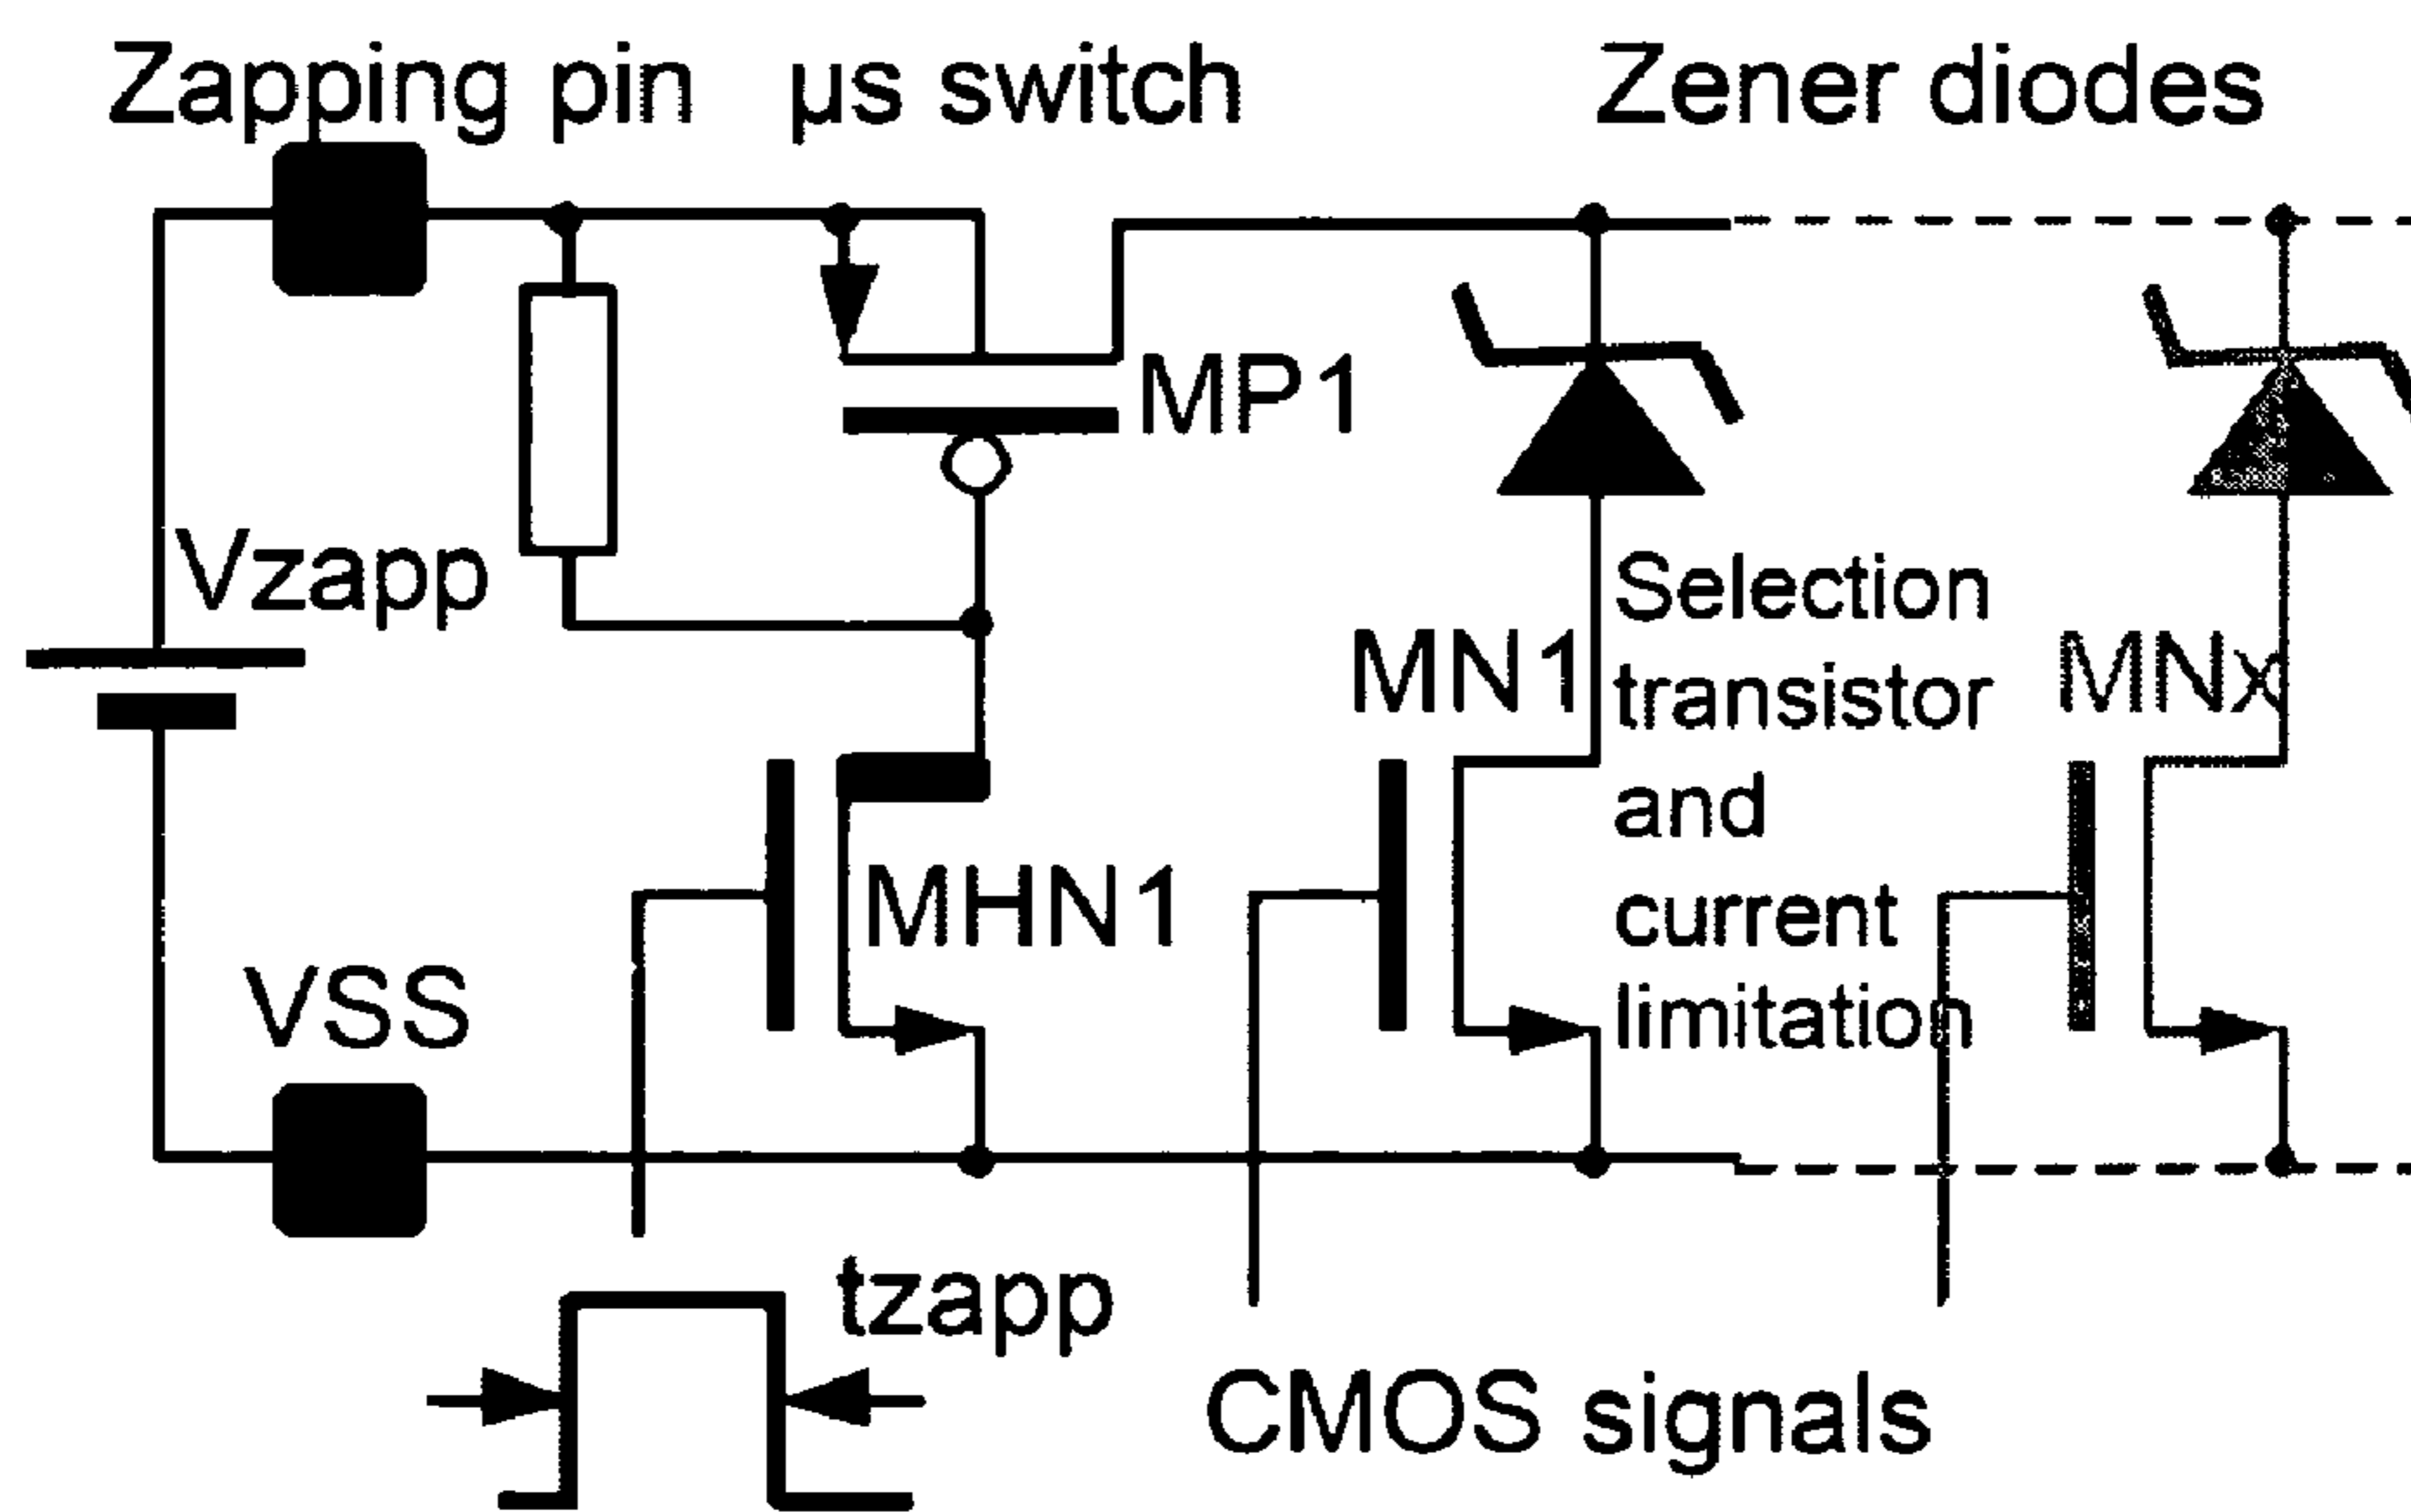 Zapping pin
µs switch
Zener diodes
MP1
Vzapp
Selection
transistor
and
current
limitation
MN1
MNx
MHN1
VSS
tzapp
CMOS signals